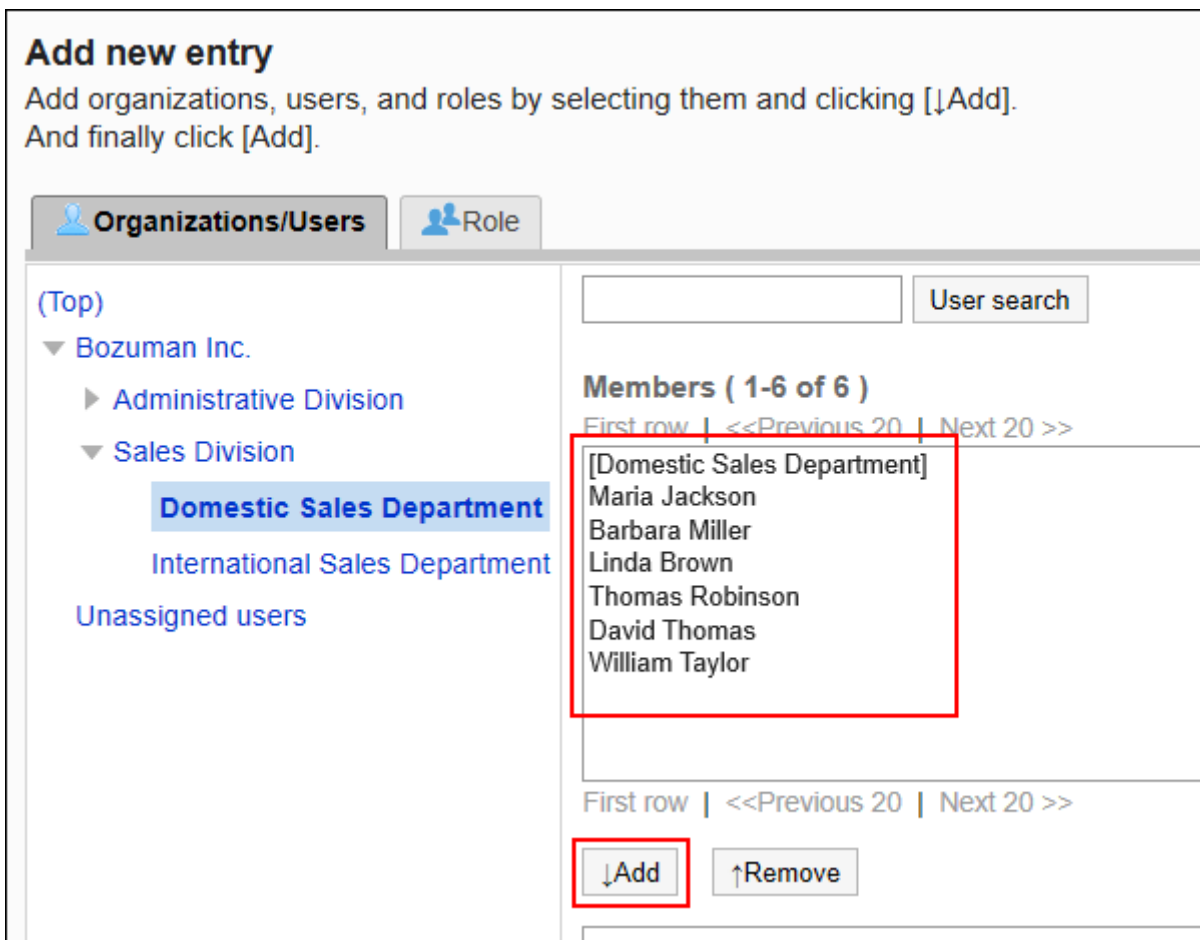 Add new entry
Add organizations, users, and roles by selecting them and clicking [↓Add].
And finally click [Add].
Organizations/Users
Role
(Top)
Bozuman Inc.
Administrative Division
Sales Division
Domestic Sales Department
International Sales Department
Unassigned users
User search
Members ( 1-6 of 6 )
First row | <<Previous 20 | Next 20 >>
[Domestic Sales Department]
Maria Jackson
Barbara Miller
Linda Brown
Thomas Robinson
David Thomas
William Taylor
First row | <<Previous 20 | Next 20 >>
↓Add ↑Remove